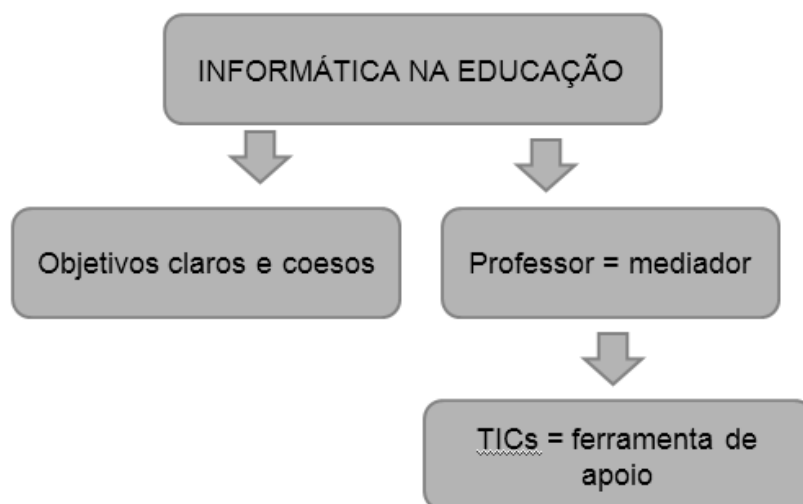 INFORMÁTICA NA EDUCAÇÃO
Objetivos claros e coesos
Professor = mediador
TICs = ferramenta de
apoio